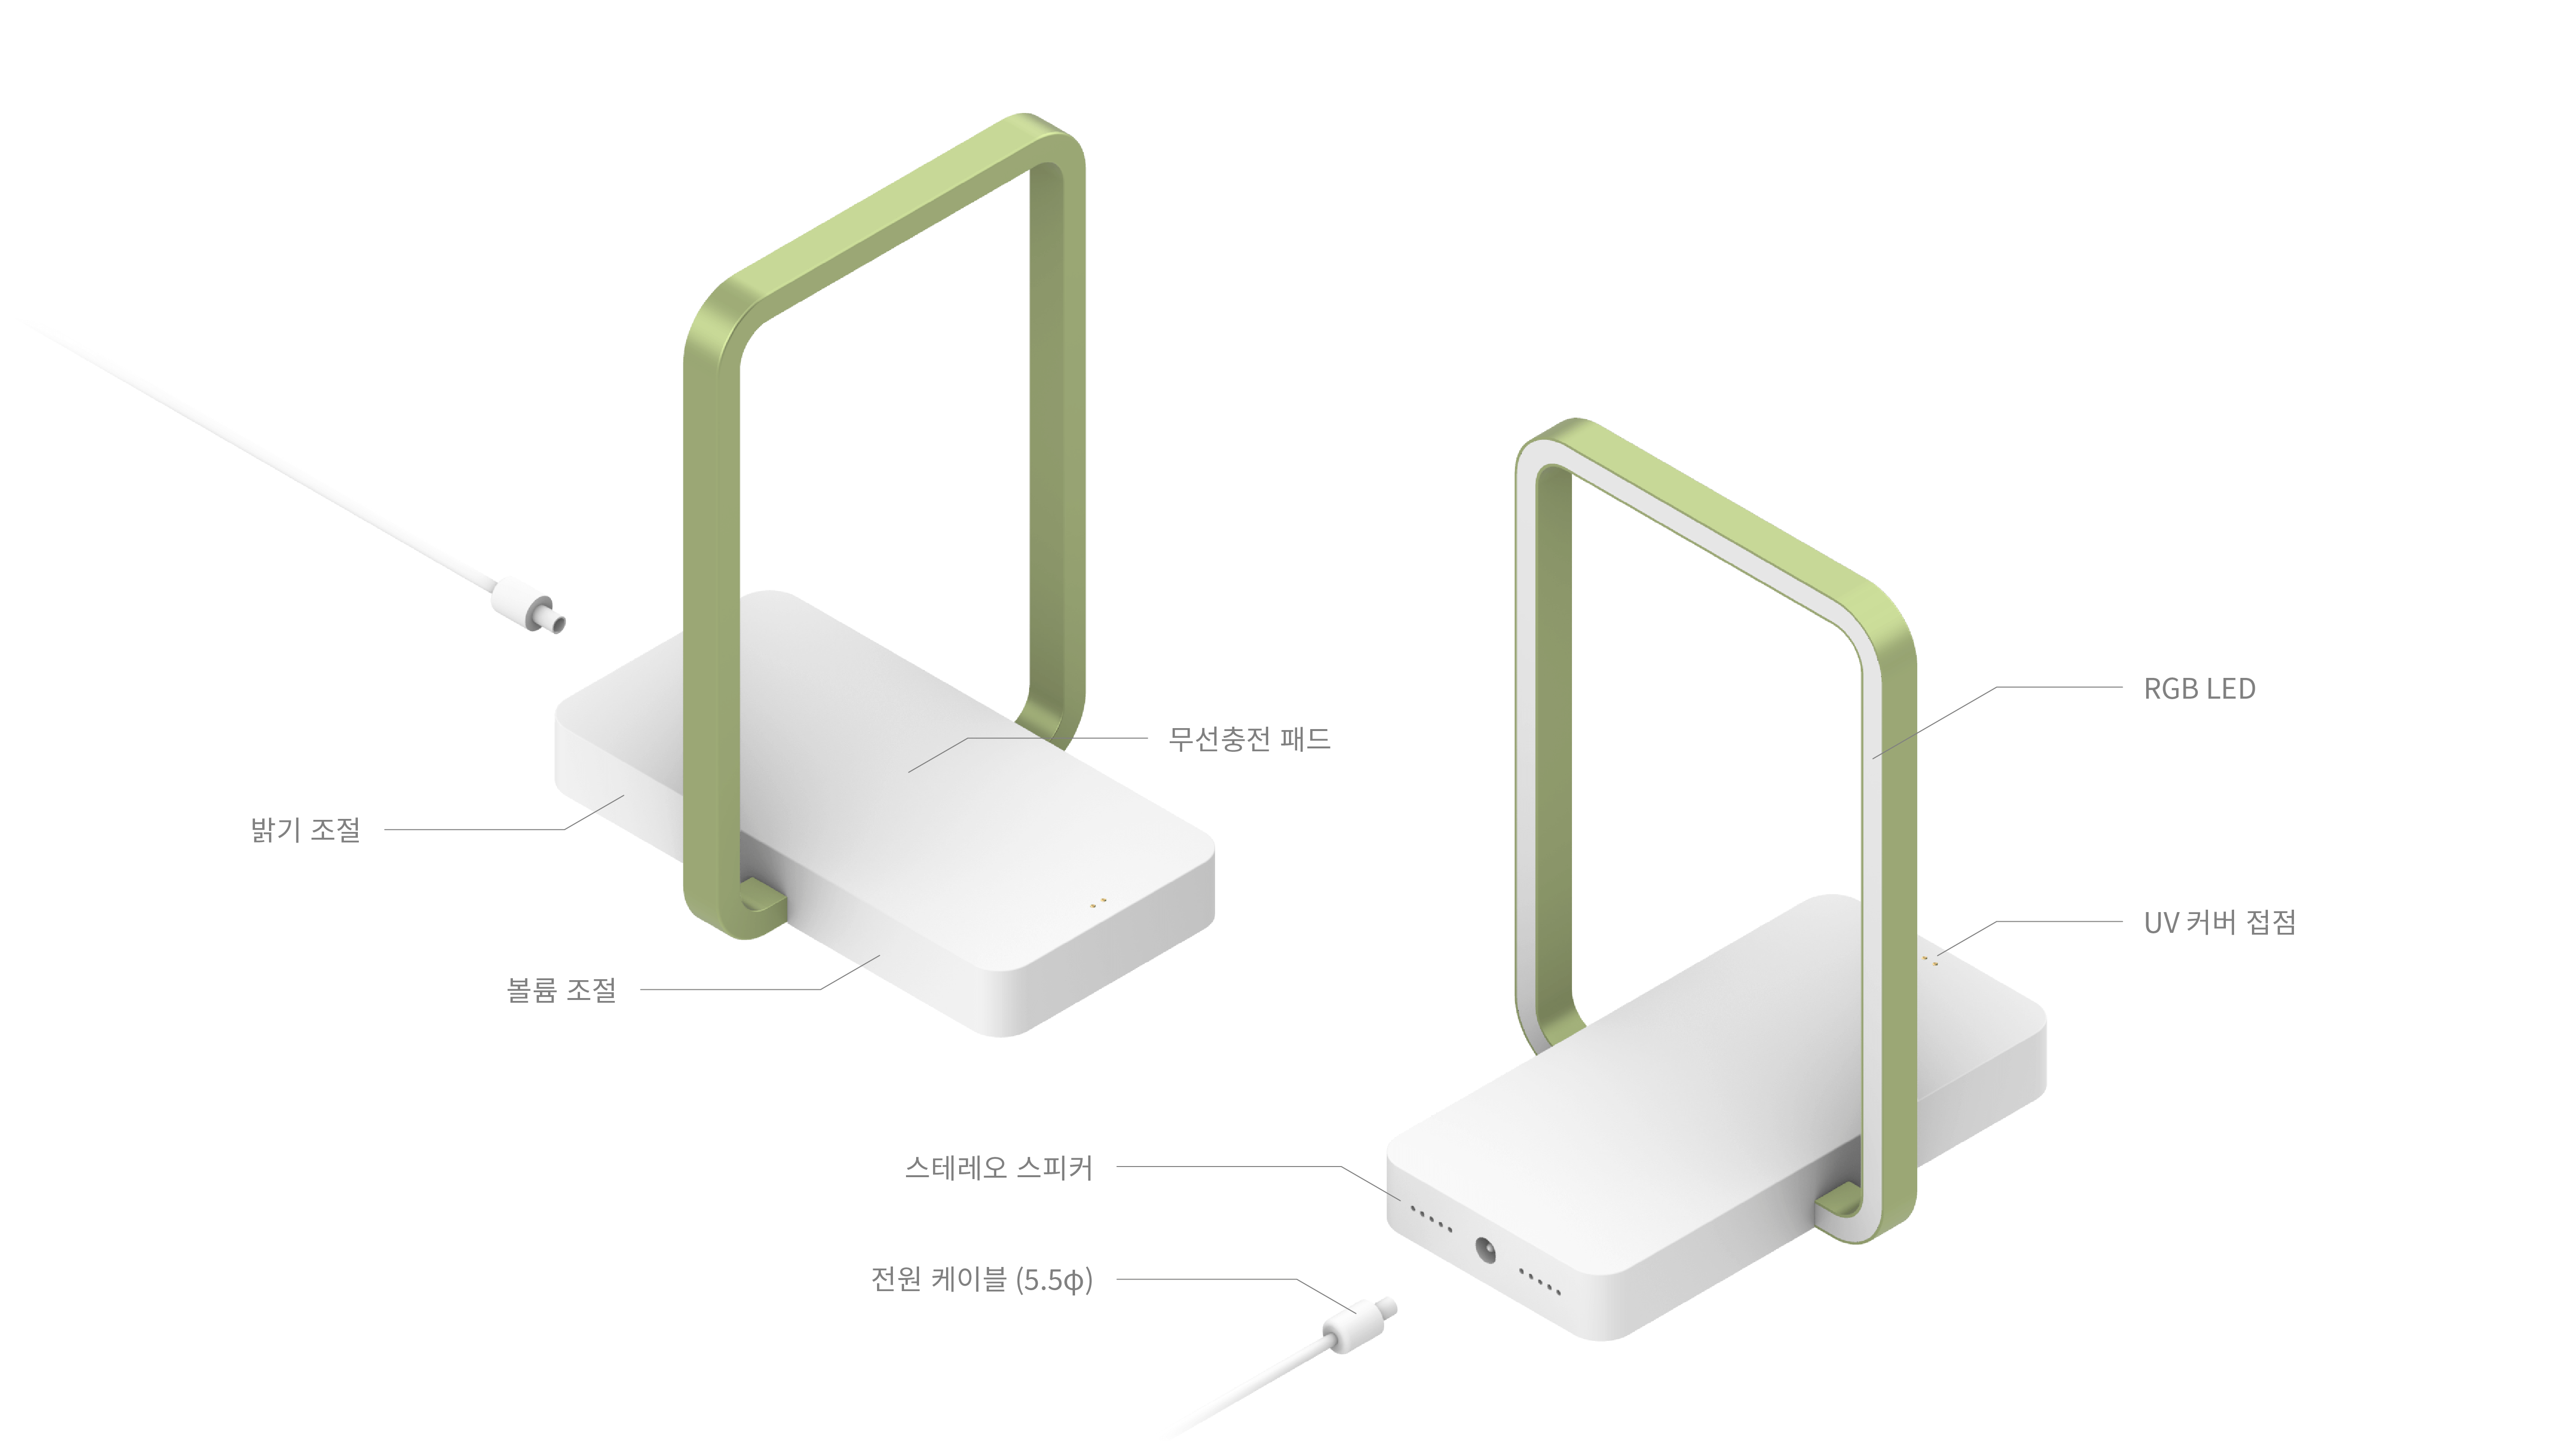 무선충전 패드
밝기 조절
볼륨 조절
RGB LED
UV 커버 접점
스테레오 스피커
전원 케이블 (5.5φ)